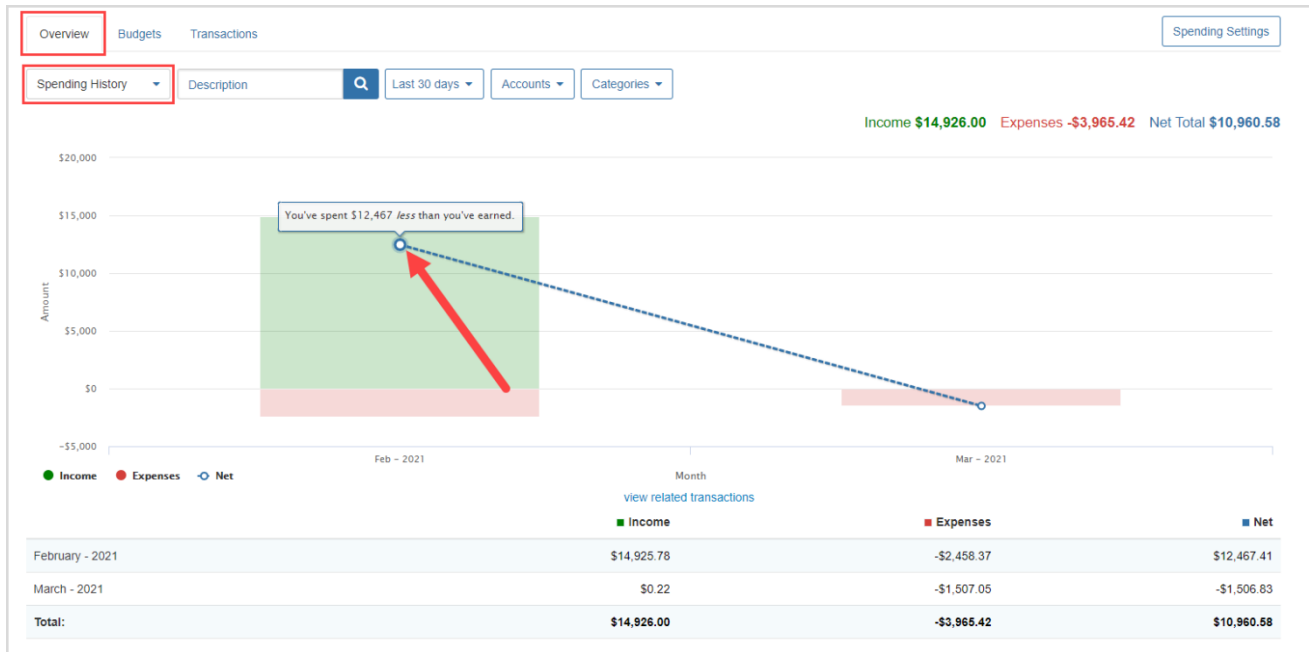 Overview Budgets Transactions Spending Settings
Spending History Description Last 30 days Accounts Categories
Income $14,926.00 Expenses -$3,965.42 Net Total $10,960.58
$20,000
$15,000
You've spent $12,467 less than you've earned.
$10,000
Amount
$5,000
$0
-$5,000
Feb - 2021 Mar - 2021
Income Expenses Net Month
view related transactions
Income Expenses Net
February - 2021 $14,925.78 -$2,458.37 $12,467.41
March - 2021 $0.22 -$1,507.05 -$1,506.83
Total: $14,926.00 -$3,965.42 $10,960.58